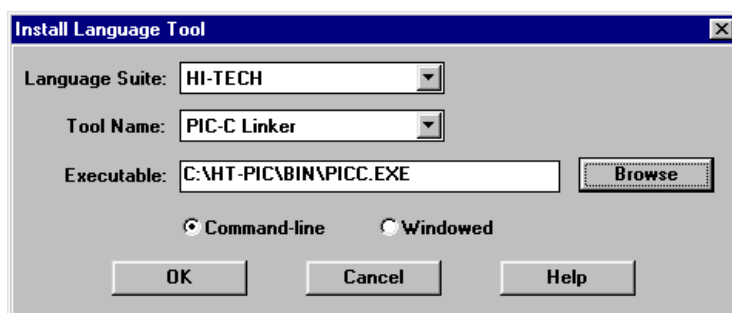 Install Language Tool
Language Suite: HI-TECH
Tool Name: PIC-C Linker
Executable: C:\HT-PIC\BIN\PICC.EXE Browse
Command-line Windowed
OK Cancel Help